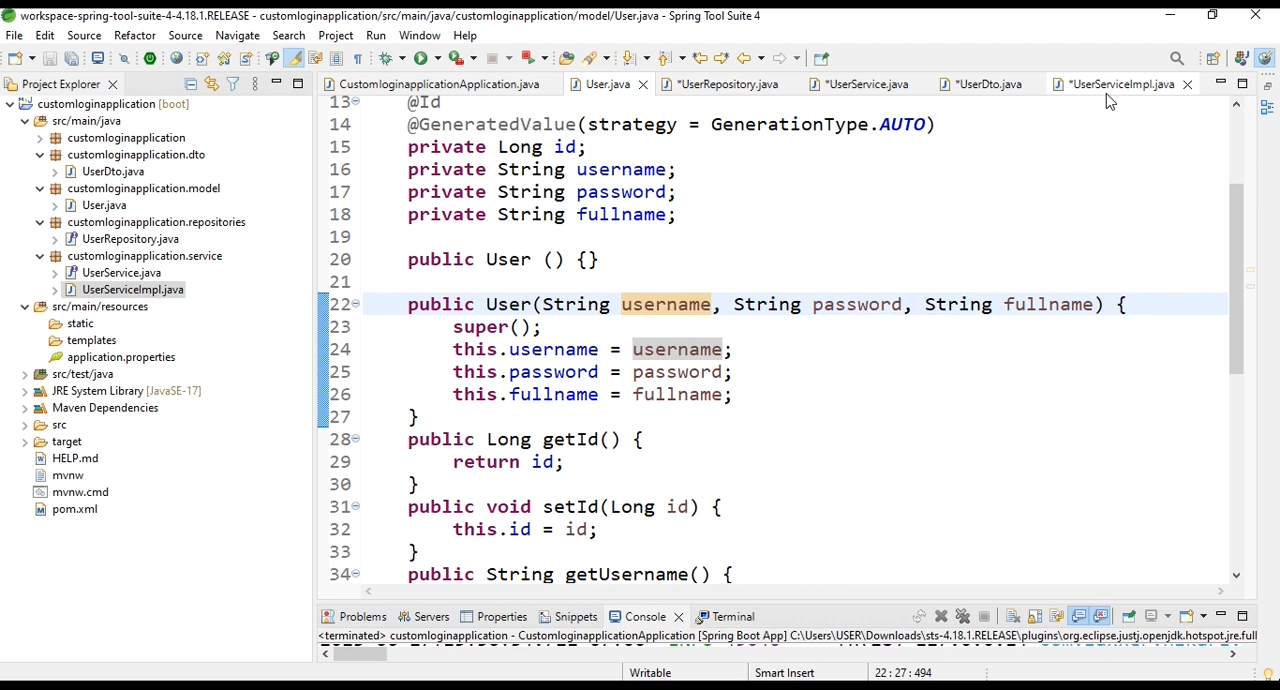 workspace-spring-tool-suite-4-4.18.1.RELEASE - customloginapplication/src/main/java/customloginapplication/model/User.java - Spring Tool Suite 4
File Edit Source Refactor Source Navigate Search Project Run Window Help
Project Explorer
CustomloginapplicationApplication.java
User.java
*UserRepository.java
*UserService.java
*UserDto.java
*UserServiceImpl.java
customloginapplication [boot]
src/main/java
customloginapplication
customloginapplication.dto
UserDto.java
customloginapplication.model
User.java
customloginapplication.repositories
UserRepository.java
customloginapplication.service
UserService.java
UserServiceImpl.java
src/main/resources
static
templates
application.properties
src/test/java
JRE System Library [JavaSE-17]
Maven Dependencies
src
target
HELP.md
mvnw
mvnw.cmd
pom.xml
13 @Id
14 @GeneratedValue(strategy = GenerationType.AUTO)
15 private Long id;
16 private String username;
17 private String password;
18 private String fullname;
19
20 public User () {}
21
22 public User(String username, String password, String fullname) {
23 super();
24 this.username = username;
25 this.password = password;
26 this.fullname = fullname;
27 }
28 public Long getId() {
29 return id;
30 }
31 public void setId(Long id) {
32 this.id = id;
33 }
34 public String getUsername() {
Problems Servers Properties Snippets Console Terminal
<terminated> customloginapplication - CustomloginapplicationApplication [Spring Boot App] C:\Users\USER\Downloads\sts-4.18.1.RELEASE\plugins\org.eclipse.justj.openjdk.hotspot.jre.full
Writable Smart Insert 22 : 27 : 494